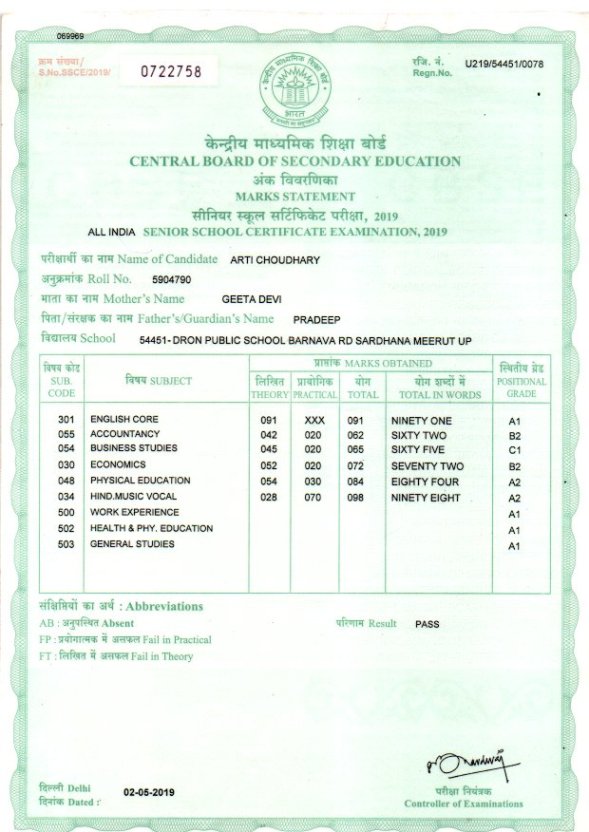 069969
क्रम संख्या/
S.No.SSCE/2019/
0722758
रजि. नं.
Regn.No.
U219/54451/0078
केन्द्रीय माध्यमिक शिक्षा बोर्ड
भारत
केन्द्रीय माध्यमिक शिक्षा बोर्ड
CENTRAL BOARD OF SECONDARY EDUCATION
अंक विवरणिका
MARKS STATEMENT
सीनियर स्कूल सर्टिफिकेट परीक्षा, 2019
ALL INDIA SENIOR SCHOOL CERTIFICATE EXAMINATION, 2019
परीक्षार्थी का नाम Name of Candidate ARTI CHOUDHARY
अनुक्रमांक Roll No. 5904790
माता का नाम Mother's Name GEETA DEVI
पिता/संरक्षक का नाम Father's/Guardian's Name PRADEEP
विद्यालय School 54451- DRON PUBLIC SCHOOL BARNAVA RD SARDHANA MEERUT UP
विषय कोड SUB. CODE
विषय SUBJECT
प्राप्तांक MARKS OBTAINED
लिखित THEORY
प्रायोगिक PRACTICAL
योग TOTAL
योग शब्दों में TOTAL IN WORDS
स्थितीय ग्रेड POSITIONAL GRADE
301 ENGLISH CORE 091 XXX 091 NINETY ONE A1
055 ACCOUNTANCY 042 020 062 SIXTY TWO B2
054 BUSINESS STUDIES 045 020 065 SIXTY FIVE C1
030 ECONOMICS 052 020 072 SEVENTY TWO B2
048 PHYSICAL EDUCATION 054 030 084 EIGHTY FOUR A2
034 HIND.MUSIC VOCAL 028 070 098 NINETY EIGHT A2
500 WORK EXPERIENCE A1
502 HEALTH & PHY. EDUCATION A1
503 GENERAL STUDIES A1
संक्षिप्तियों का अर्थ : Abbreviations
AB : अनुपस्थित Absent
परिणाम Result PASS
FP : प्रयोगात्मक में असफल Fail in Practical
FT : लिखित में असफल Fail in Theory
दिल्ली Delhi
दिनांक Dated :
02-05-2019
परीक्षा नियंत्रक
Controller of Examinations